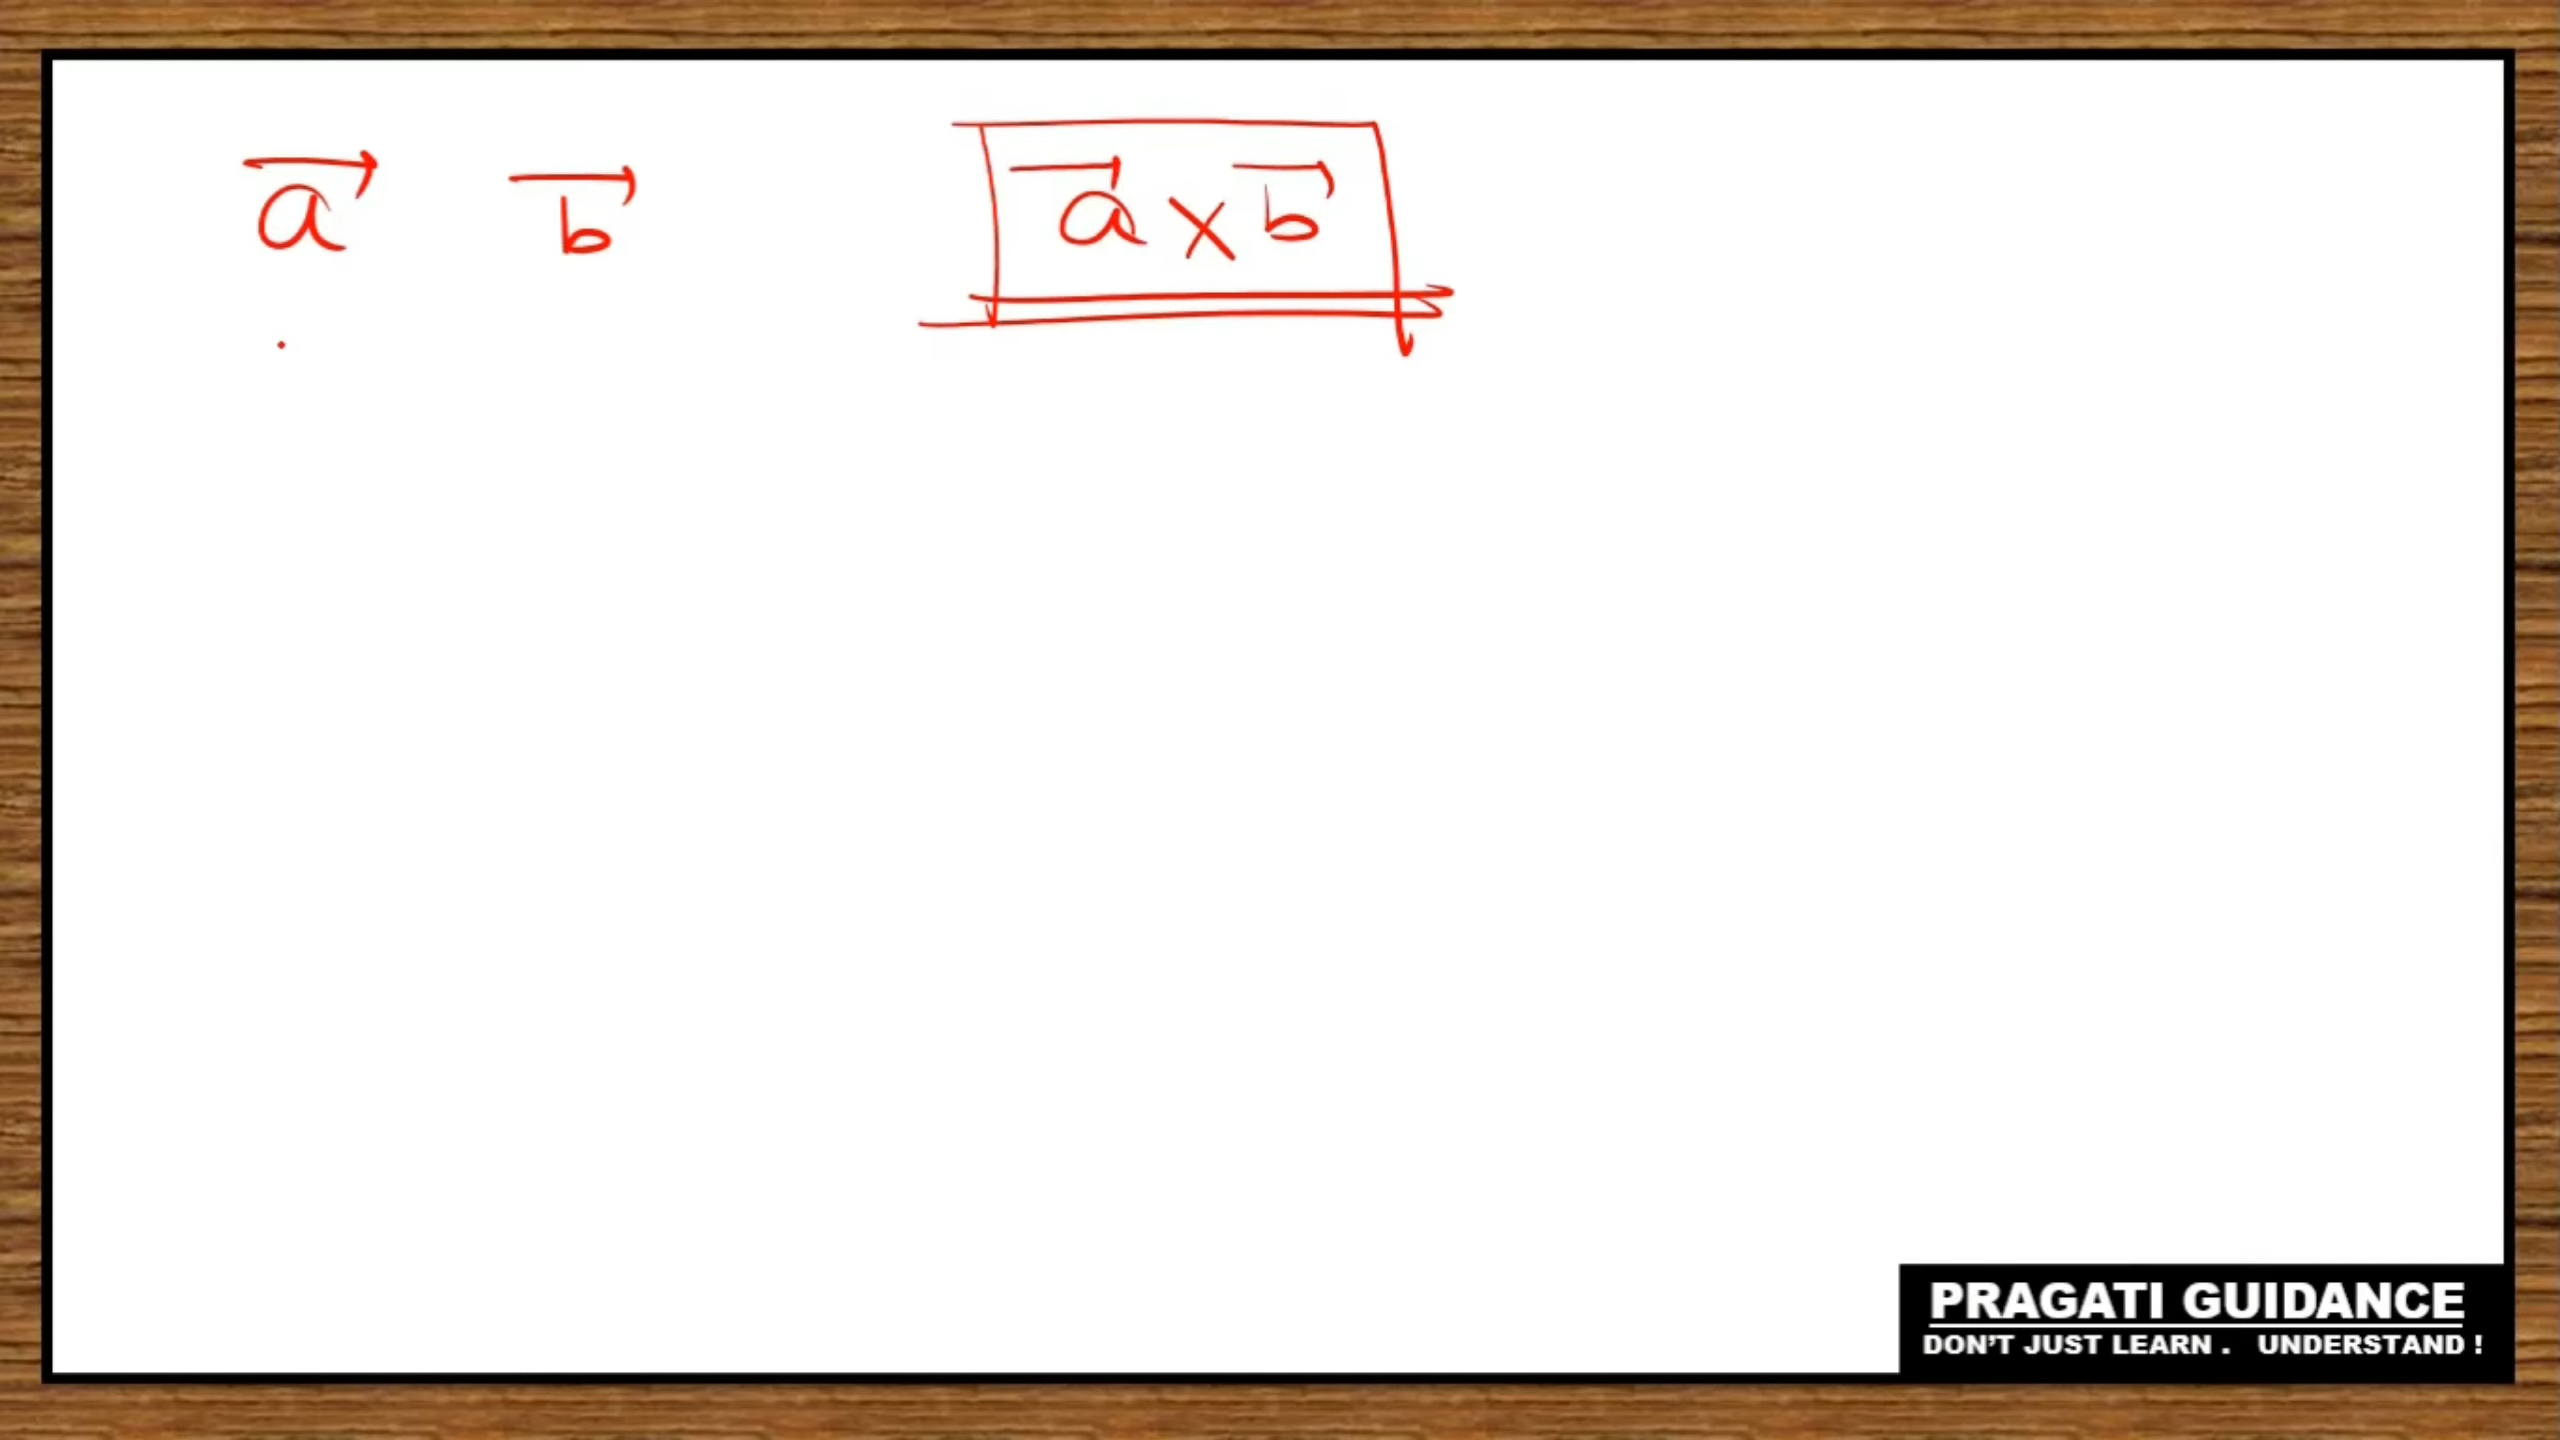 a⃗ b⃗ a⃗ × b⃗
PRAGATI GUIDANCE
DON'T JUST LEARN . UNDERSTAND !